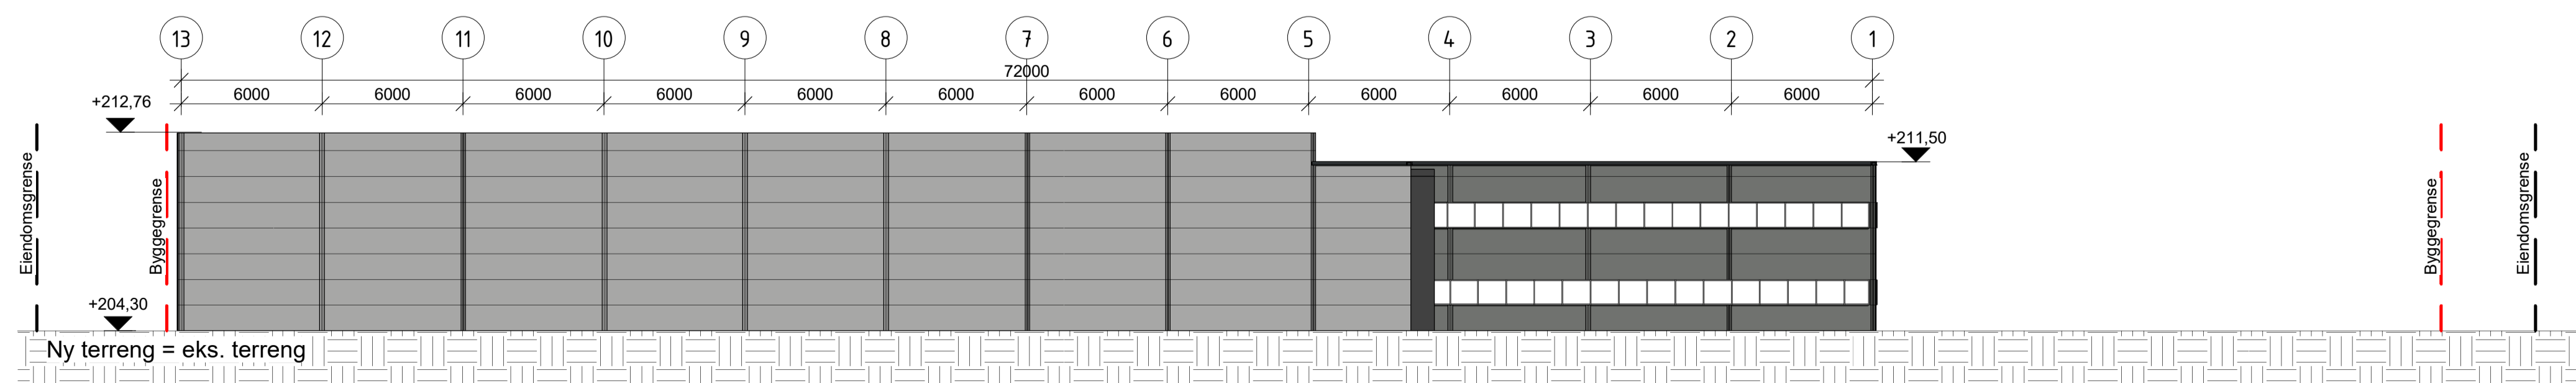 13 12 11 10 9 8 7 6 5 4 3 2 1
72000
6000 6000 6000 6000 6000 6000 6000 6000 6000 6000 6000 6000
+212,76
+211,50
Eiendomsgrense
Byggegrense
Byggegrense
Eiendomsgrense
+204,30
Ny terreng = eks. terreng